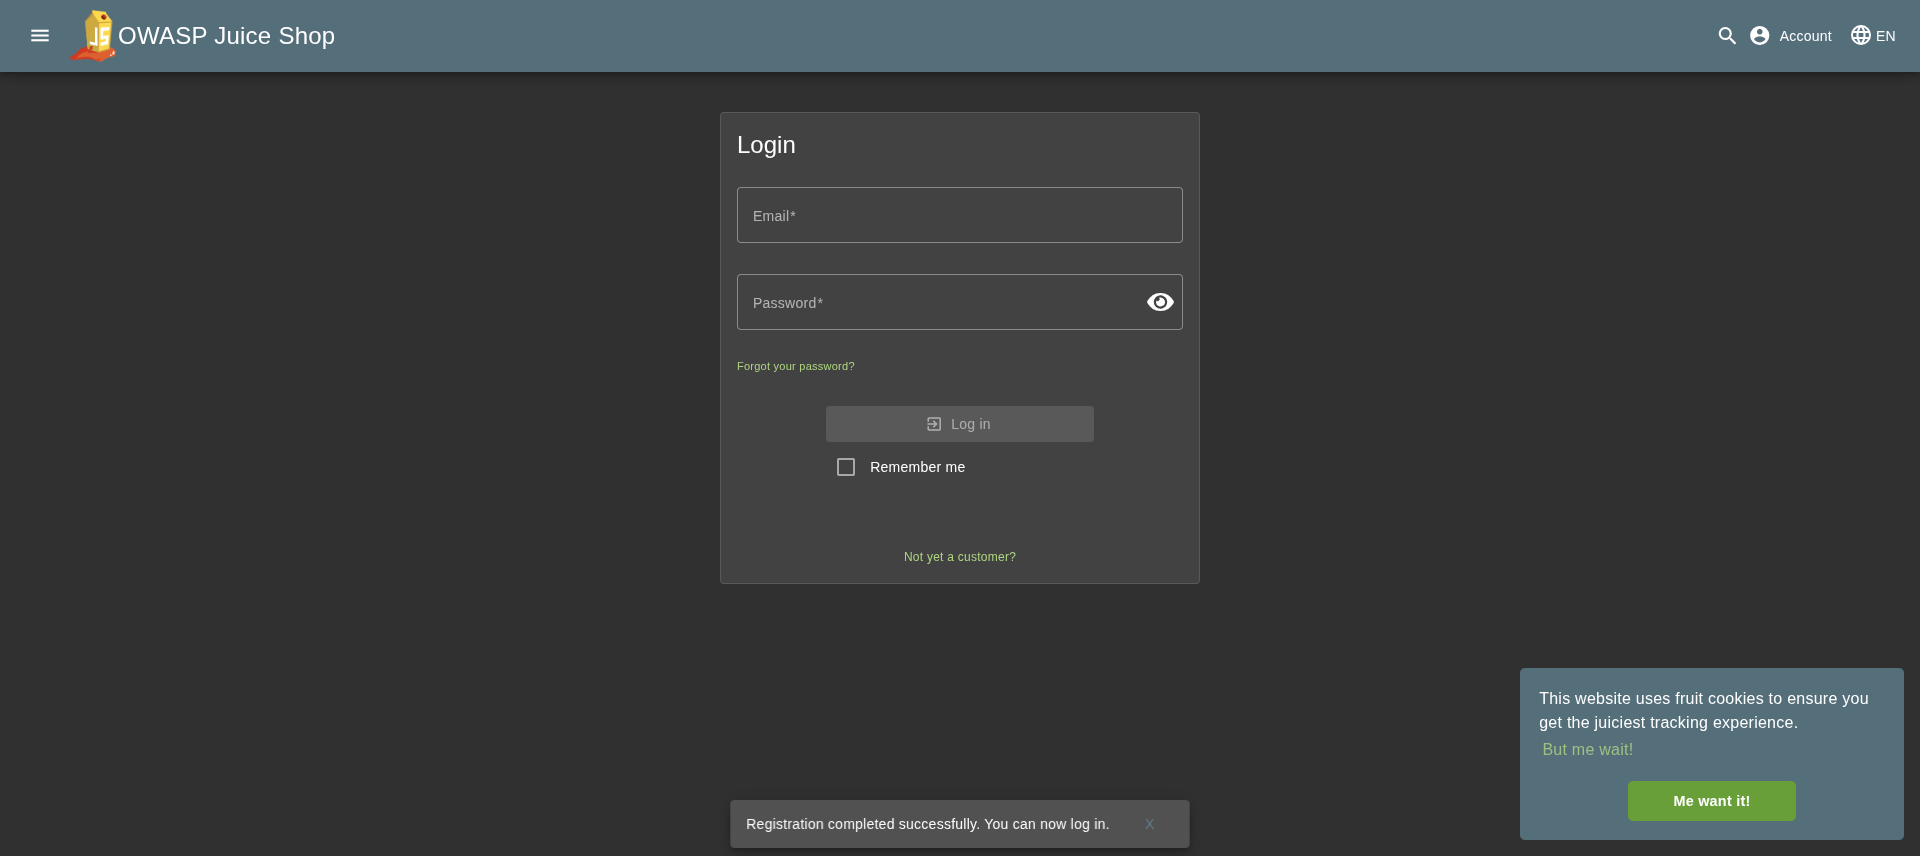 OWASP Juice Shop
Account
EN
Login
Email*
Password*
Forgot your password?
Log in
Remember me
Not yet a customer?
This website uses fruit cookies to ensure you
get the juiciest tracking experience.
But me wait!
Me want it!
Registration completed successfully. You can now log in.
X